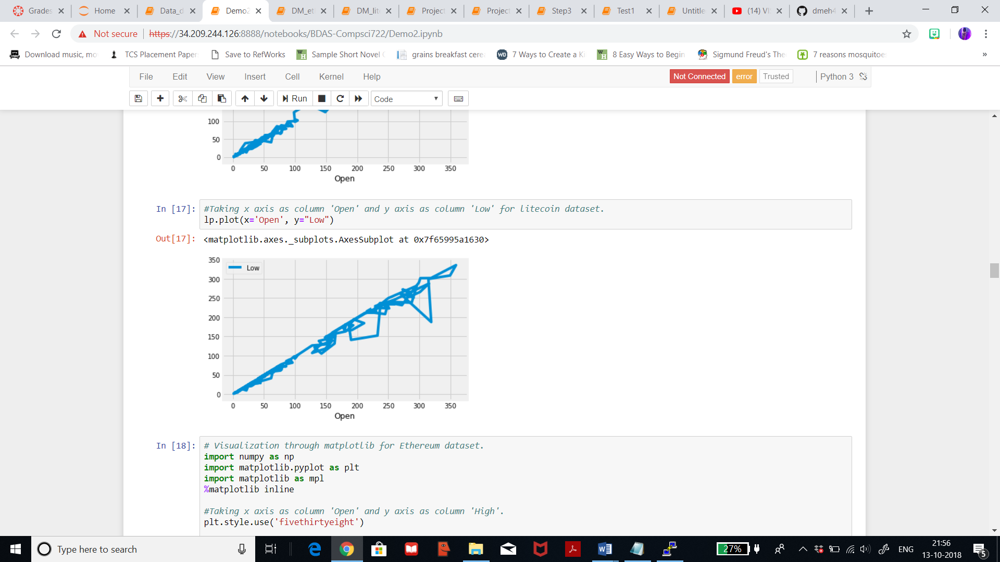 Grades
Home
Data_d
Demo2
DM_et
DM_lit
Project
Project
Step3
Test1
Untitle
(14) VI
dmeh4
Not secure
https://34.209.244.126:8888/notebooks/BDAS-Compsci722/Demo2.ipynb
Download music, mo
TCS Placement Paper
Save to RefWorks
Sample Short Novel
grains breakfast cerea
7 Ways to Create a Ki
8 Easy Ways to Begin
Sigmund Freud's The
7 reasons mosquitoes
»
File Edit View Insert Cell Kernel Help
Not Connected error Trusted
Python 3
Run
Code
100
50
0
0 50 100 150 200 250 300 350
Open
In [17]:
#Taking x axis as column 'Open' and y axis as column 'Low' for litecoin dataset.
lp.plot(x='Open', y="Low")
Out[17]: <matplotlib.axes._subplots.AxesSubplot at 0x7f65995a1630>
350
Low
300
250
200
150
100
50
0
0 50 100 150 200 250 300 350
Open
In [18]:
# Visualization through matplotlib for Ethereum dataset.
import numpy as np
import matplotlib.pyplot as plt
import matplotlib as mpl
%matplotlib inline
#Taking x axis as column 'Open' and y axis as column 'High'.
plt.style.use('fivethirtyeight')
Type here to search
27%
ENG
21:56
13-10-2018
5